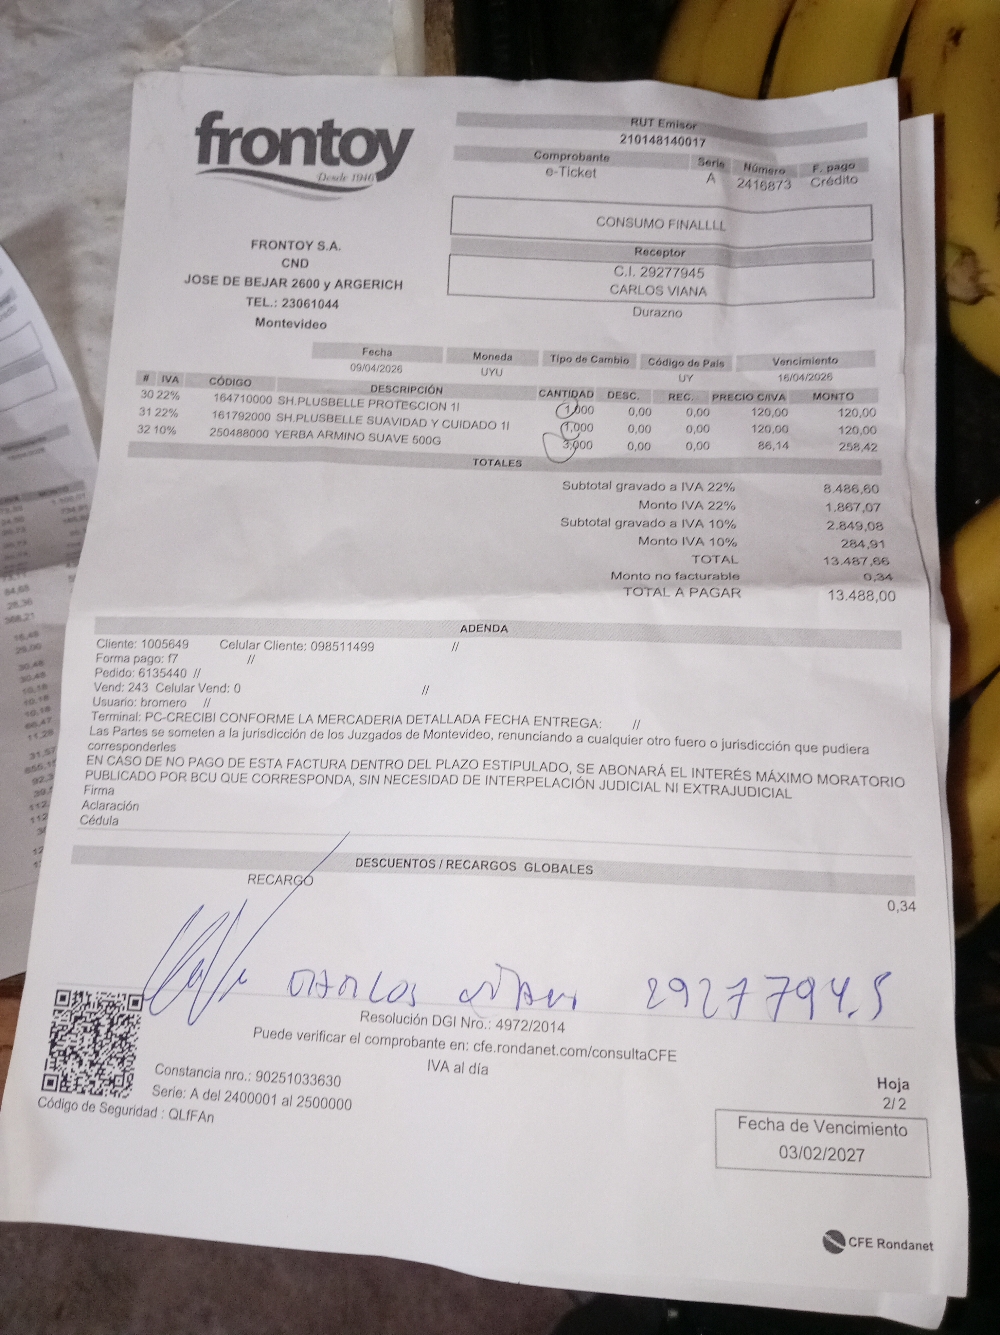 frontoy
Desde 1946
RUT Emisor
210148140017
Comprobante Serie Número F. pago
e-Ticket A 2416873 Crédito
CONSUMO FINALLLL
Receptor
C.I. 29277945
CARLOS VIANA
Durazno
FRONTOY S.A.
CND
JOSE DE BEJAR 2600 y ARGERICH
TEL.: 23061044
Montevideo
Fecha Moneda Tipo de Cambio Código de País Vencimiento
09/04/2026 UYU UY 16/04/2026
# IVA CÓDIGO DESCRIPCIÓN CANTIDAD DESC. REC. PRECIO C/IVA MONTO
30 22% 164710000 SH.PLUSBELLE PROTECCION 1l 1,000 0,00 0,00 120,00 120,00
31 22% 161792000 SH.PLUSBELLE SUAVIDAD Y CUIDADO 1l 1,000 0,00 0,00 120,00 120,00
32 10% 250488000 YERBA ARMINO SUAVE 500G 3,000 0,00 0,00 86,14 258,42
TOTALES
Subtotal gravado a IVA 22% 8.486,60
Monto IVA 22% 1.867,07
Subtotal gravado a IVA 10% 2.849,08
Monto IVA 10% 284,91
TOTAL 13.487,66
Monto no facturable 0,34
TOTAL A PAGAR 13.488,00
ADENDA
Cliente: 1005649 Celular Cliente: 098511499 //
Forma pago: f7 //
Pedido: 6135440 //
Vend: 243 Celular Vend: 0 //
Usuario: bromero //
Terminal: PC-CRECIBI CONFORME LA MERCADERIA DETALLADA FECHA ENTREGA: //
Las Partes se someten a la jurisdicción de los Juzgados de Montevideo, renunciando a cualquier otro fuero o jurisdicción que pudiera
corresponderles
EN CASO DE NO PAGO DE ESTA FACTURA DENTRO DEL PLAZO ESTIPULADO, SE ABONARÁ EL INTERÉS MÁXIMO MORATORIO
PUBLICADO POR BCU QUE CORRESPONDA, SIN NECESIDAD DE INTERPELACIÓN JUDICIAL NI EXTRAJUDICIAL
Firma
Aclaración
Cédula
DESCUENTOS / RECARGOS GLOBALES
RECARGO 0,34
CARLOS VIANA 29277945
Resolución DGI Nro.: 4972/2014
Puede verificar el comprobante en: cfe.rondanet.com/consultaCFE
IVA al día
Constancia nro.: 90251033630
Serie: A del 2400001 al 2500000
Código de Seguridad : QLfFAn
Hoja
2/ 2
Fecha de Vencimiento
03/02/2027
CFE Rondanet